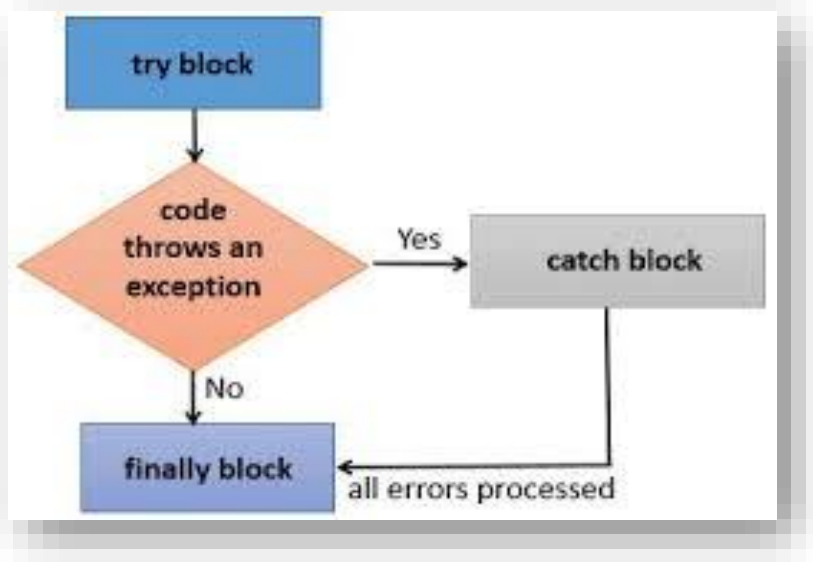 try block
code
throws an
exception
Yes
catch block
No
finally block
all errors processed